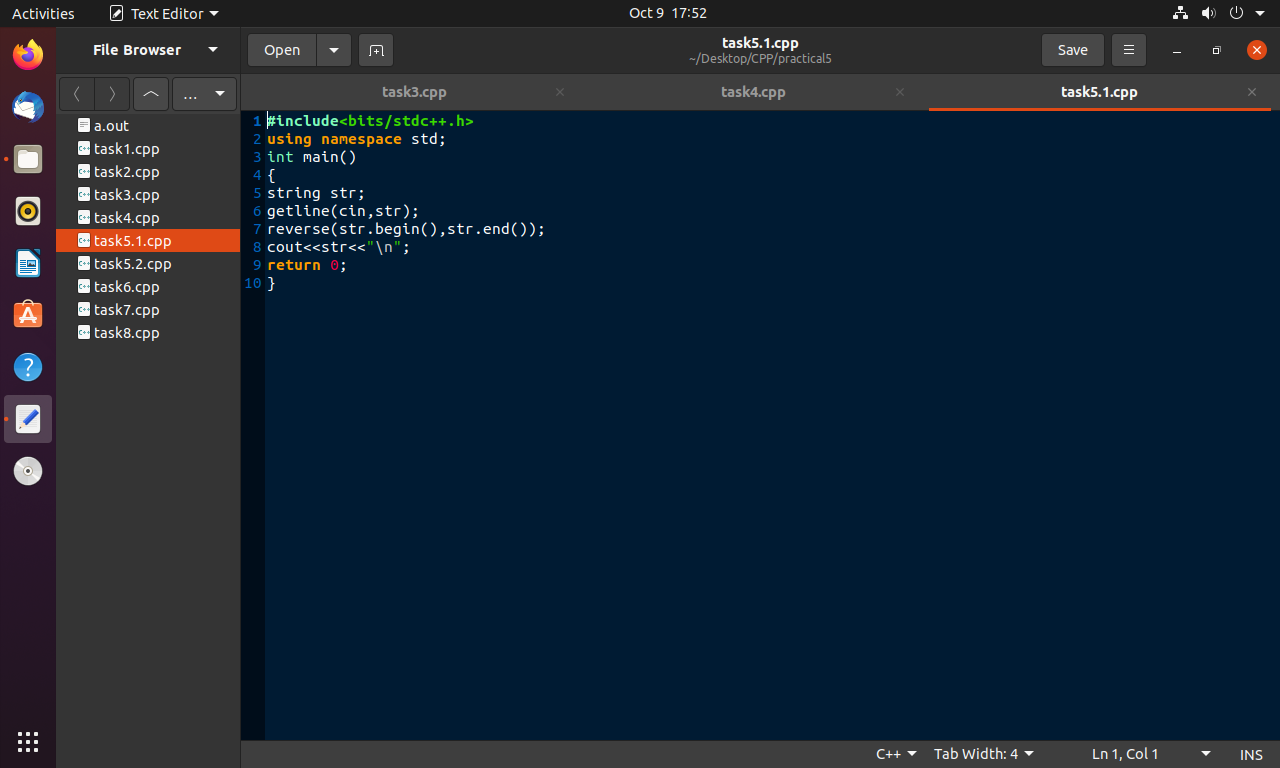 Activities Text Editor Oct 9 17:52
File Browser Open task5.1.cpp Save
~/Desktop/CPP/practical5
... task3.cpp task4.cpp task5.1.cpp
a.out
task1.cpp
task2.cpp
task3.cpp
task4.cpp
task5.1.cpp
task5.2.cpp
task6.cpp
task7.cpp
task8.cpp
1 #include<bits/stdc++.h>
2 using namespace std;
3 int main()
4 {
5 string str;
6 getline(cin,str);
7 reverse(str.begin(),str.end());
8 cout<<str<<"\n";
9 return 0;
10 }
C++ Tab Width: 4 Ln 1, Col 1 INS